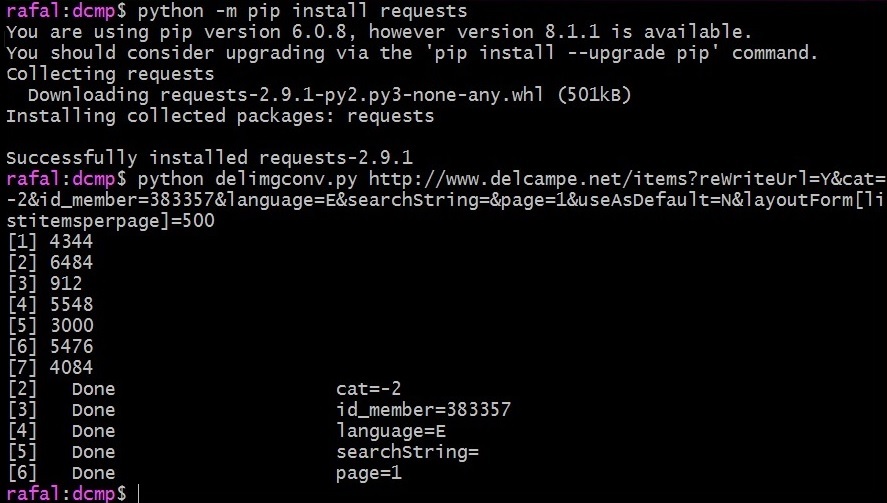 rafal:dcmp$ python -m pip install requests
You are using pip version 6.0.8, however version 8.1.1 is available.
You should consider upgrading via the 'pip install --upgrade pip' command.
Collecting requests
  Downloading requests-2.9.1-py2.py3-none-any.whl (501kB)
Installing collected packages: requests

Successfully installed requests-2.9.1
rafal:dcmp$ python delimgconv.py http://www.delcampe.net/items?reWriteUrl=Y&cat=
-2&id_member=383357&language=E&searchString=&page=1&useAsDefault=N&layoutForm[li
stitemsperpage]=500
[1] 4344
[2] 6484
[3] 912
[4] 5548
[5] 3000
[6] 5476
[7] 4084
[2]   Done                    cat=-2
[3]   Done                    id_member=383357
[4]   Done                    language=E
[5]   Done                    searchString=
[6]   Done                    page=1
rafal:dcmp$